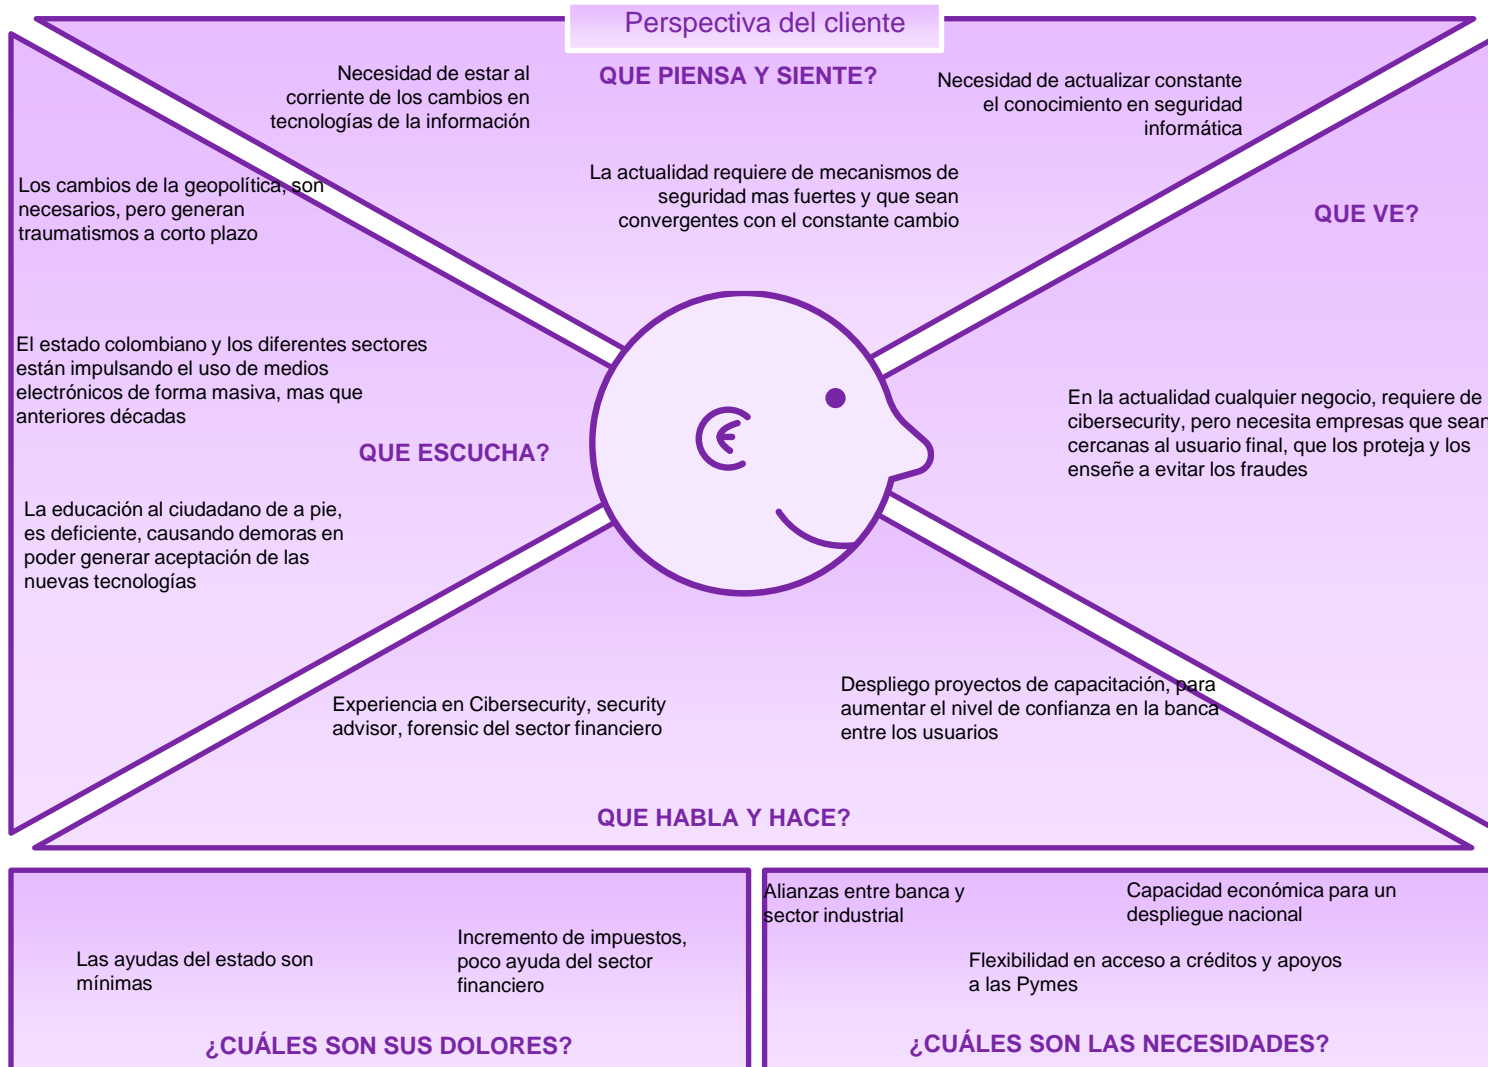 Perspectiva del cliente
QUE PIENSA Y SIENTE?
Necesidad de estar al
corriente de los cambios en
tecnologías de la información
Necesidad de actualizar constante
el conocimiento en seguridad
informática
La actualidad requiere de mecanismos de
seguridad mas fuertes y que sean
convergentes con el constante cambio
Los cambios de la geopolítica, son
necesarios, pero generan
traumatismos a corto plazo
El estado colombiano y los diferentes sectores
están impulsando el uso de medios
electrónicos de forma masiva, mas que
anteriores décadas
QUE ESCUCHA?
La educación al ciudadano de a pie,
es deficiente, causando demoras en
poder generar aceptación de las
nuevas tecnologías
QUE VE?
En la actualidad cualquier negocio, requiere de
cibersecurity, pero necesita empresas que sean
cercanas al usuario final, que los proteja y los
enseñe a evitar los fraudes
Experiencia en Cibersecurity, security
advisor, forensic del sector financiero
Despliego proyectos de capacitación, para
aumentar el nivel de confianza en la banca
entre los usuarios
QUE HABLA Y HACE?
Las ayudas del estado son
mínimas
Incremento de impuestos,
poco ayuda del sector
financiero
¿CUÁLES SON SUS DOLORES?
Alianzas entre banca y
sector industrial
Capacidad económica para un
despliegue nacional
Flexibilidad en acceso a créditos y apoyos
a las Pymes
¿CUÁLES SON LAS NECESIDADES?